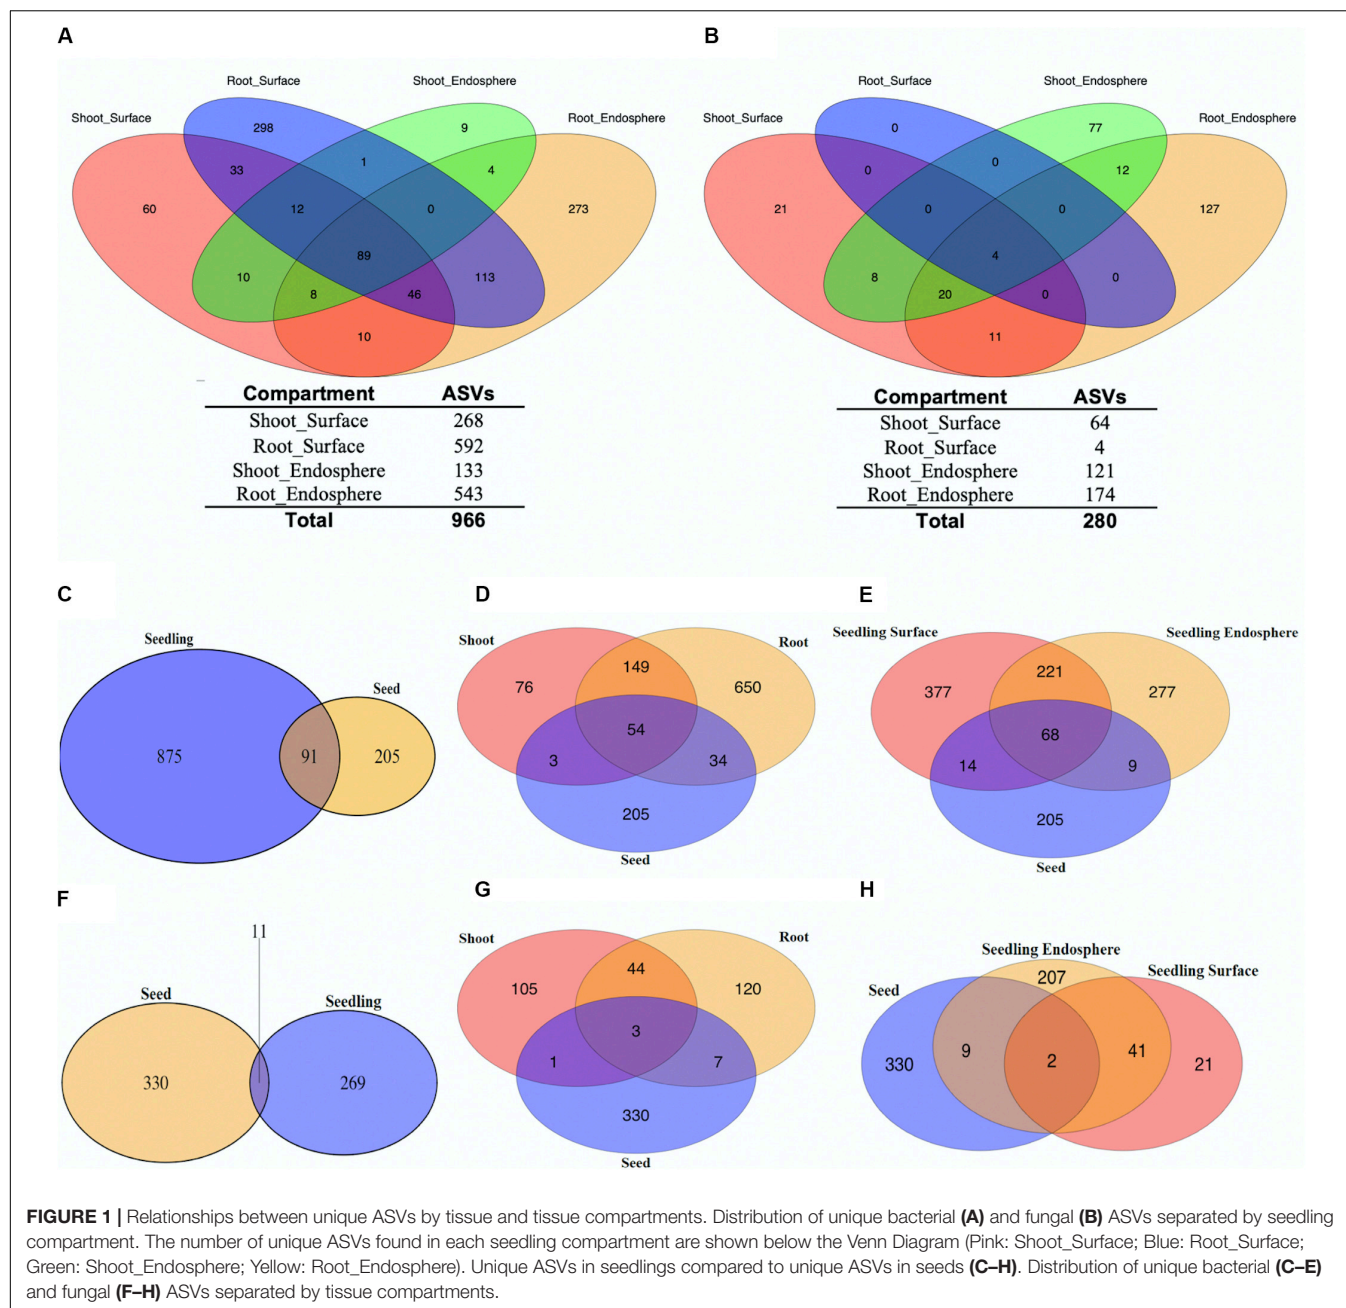 A
Root_Surface
Shoot_Endosphere
Shoot_Surface
Root_Endosphere
298
9
33
1
4
60
12
0
273
89
10
8
46
113
10
Compartment ASVs
Shoot_Surface 268
Root_Surface 592
Shoot_Endosphere 133
Root_Endosphere 543
Total 966
B
Root_Surface
Shoot_Endosphere
Shoot_Surface
Root_Endosphere
0
77
0
0
12
21
0
0
127
4
8
20
0
0
11
Compartment ASVs
Shoot_Surface 64
Root_Surface 4
Shoot_Endosphere 121
Root_Endosphere 174
Total 280
C
Seedling
Seed
875
91
205
D
Shoot
Root
149
76
650
54
3
34
205
Seed
E
Seedling Surface
Seedling Endosphere
221
377
277
68
14
9
205
Seed
F
11
Seed
Seedling
330
269
G
Shoot
Root
44
105
120
3
1
7
330
Seed
H
Seedling Endosphere
Seedling Surface
Seed
207
330
9
2
41
21
FIGURE 1 | Relationships between unique ASVs by tissue and tissue compartments. Distribution of unique bacterial (A) and fungal (B) ASVs separated by seedling
compartment. The number of unique ASVs found in each seedling compartment are shown below the Venn Diagram (Pink: Shoot_Surface; Blue: Root_Surface;
Green: Shoot_Endosphere; Yellow: Root_Endosphere). Unique ASVs in seedlings compared to unique ASVs in seeds (C–H). Distribution of unique bacterial (C–E)
and fungal (F–H) ASVs separated by tissue compartments.